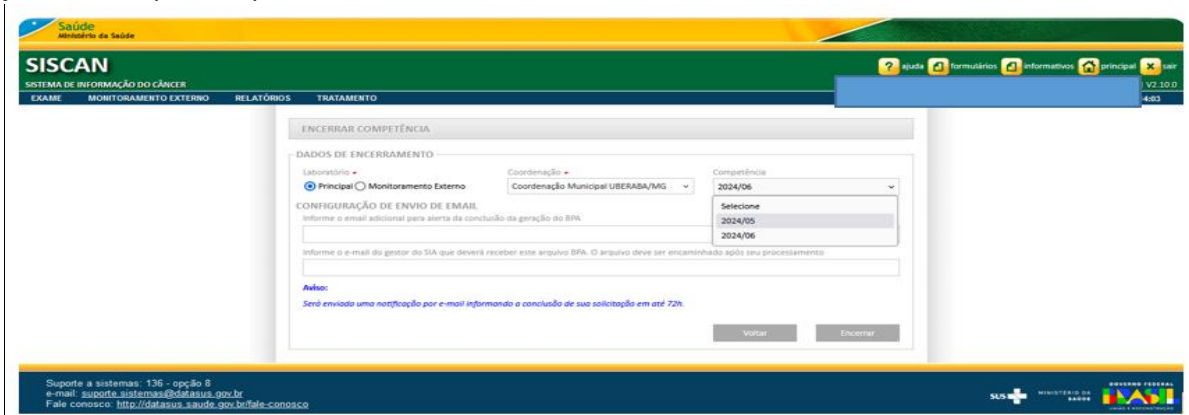 Saúde
Ministério da Saúde
SISCAN
SISTEMA DE INFORMAÇÃO DO CÂNCER
? ajuda formulários informativos principal sair
V2.10.0
EXAME MONITORAMENTO EXTERNO RELATÓRIOS TRATAMENTO
4:03
ENCERRAR COMPETÊNCIA
DADOS DE ENCERRAMENTO
Laboratório Coordenação Competência
Principal Monitoramento Externo Coordenação Municipal UBERABA/MG 2024/06
Selecione
2024/05
2024/06
CONFIGURAÇÃO DE ENVIO DE EMAIL
Informe o email adicional para alerta da conclusão da geração do BPA
Informe o e-mail do gestor do SIA que deverá receber este arquivo BPA. O arquivo deve ser encaminhado após seu processamento
Aviso:
Será enviada uma notificação por e-mail informando a conclusão de sua solicitação em até 72h.
Voltar Encerrar
Suporte a sistemas: 136 - opção 8
e-mail: suporte.sistemas@datasus.gov.br
Fale conosco: http://datasus.saude.gov.br/fale-conosco
SUS MINISTÉRIO DA SAÚDE GOVERNO FEDERAL BRASIL
UNIÃO E RECONSTRUÇÃO